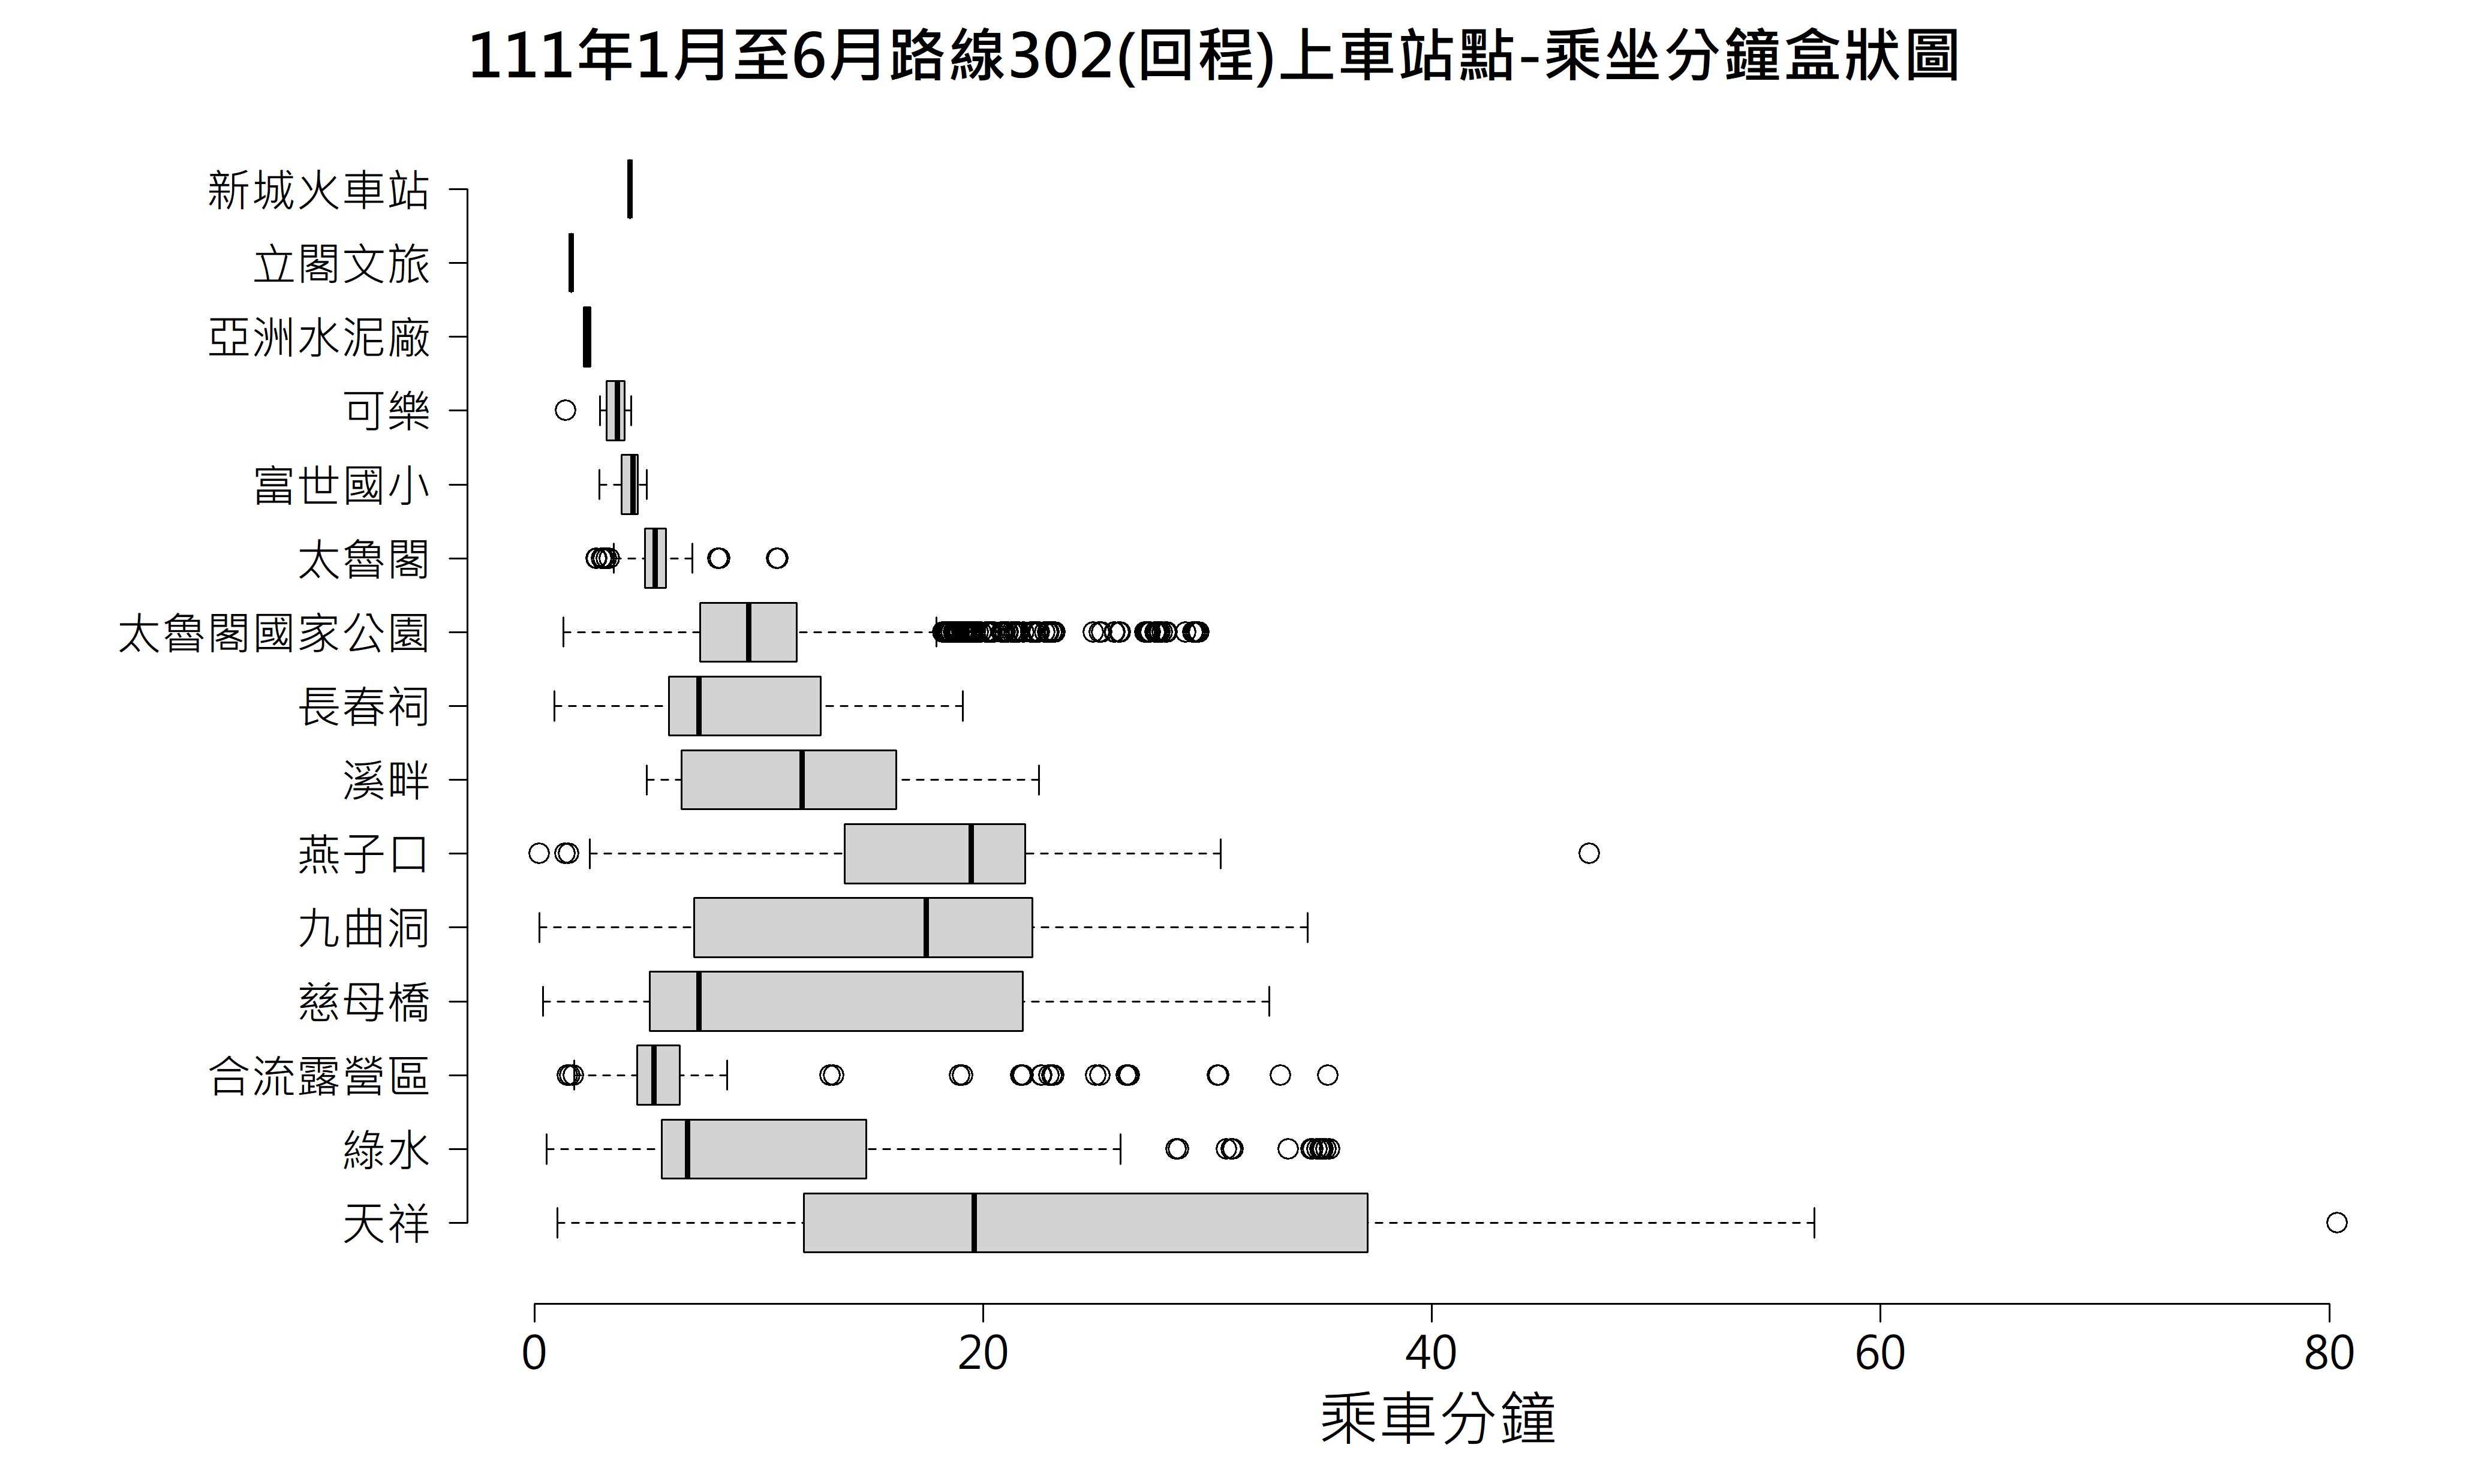 111年1月至6月路線302(回程)上車站點-乘坐分鐘盒狀圖
新城火車站
立閣文旅
亞洲水泥廠
可樂
富世國小
太魯閣
太魯閣國家公園
長春祠
溪畔
燕子口
九曲洞
慈母橋
合流露營區
綠水
天祥
0 20 40 60 80
乘車分鐘